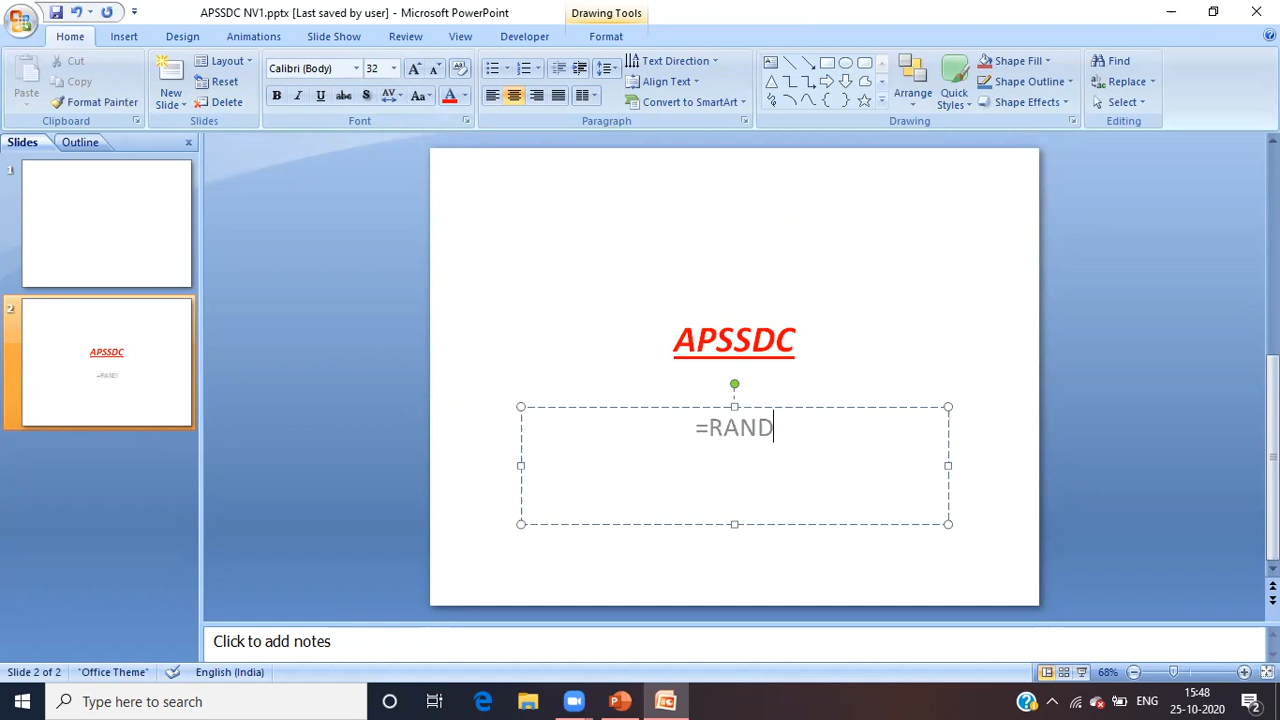 APSSDC NV1.pptx [Last saved by user] - Microsoft PowerPoint
Drawing Tools
Home Insert Design Animations Slide Show Review View Developer Format
Paste
Cut
Copy
Format Painter
Clipboard
New Slide
Layout
Reset
Delete
Slides
Calibri (Body) 32
B I U abc S AV Aa A
Font
Text Direction
Align Text
Convert to SmartArt
Paragraph
Arrange
Quick Styles
Shape Fill
Shape Outline
Shape Effects
Drawing
Find
Replace
Select
Editing
Slides Outline
1
2
APSSDC
=RAND
APSSDC
=RAND
Click to add notes
Slide 2 of 2 "Office Theme" English (India) 68%
Type here to search
ENG
15:48
25-10-2020
2